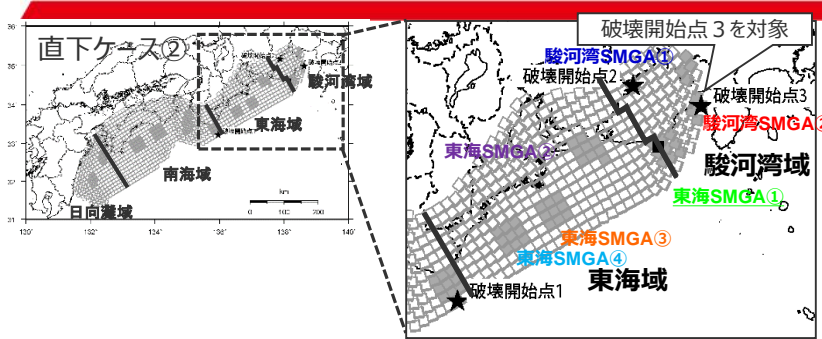 直下ケース②
破壊開始点3を対象
駿河湾域
東海域
南海域
日向灘域
km
0 100 200
36
35
34
33
32
31
132°
134°
136°
138°
140°
駿河湾SMGA①
破壊開始点2
破壊開始点3
駿河湾SMGA②
東海SMGA②
駿河湾域
東海SMGA①
東海SMGA③
東海SMGA④
東海域
破壊開始点1